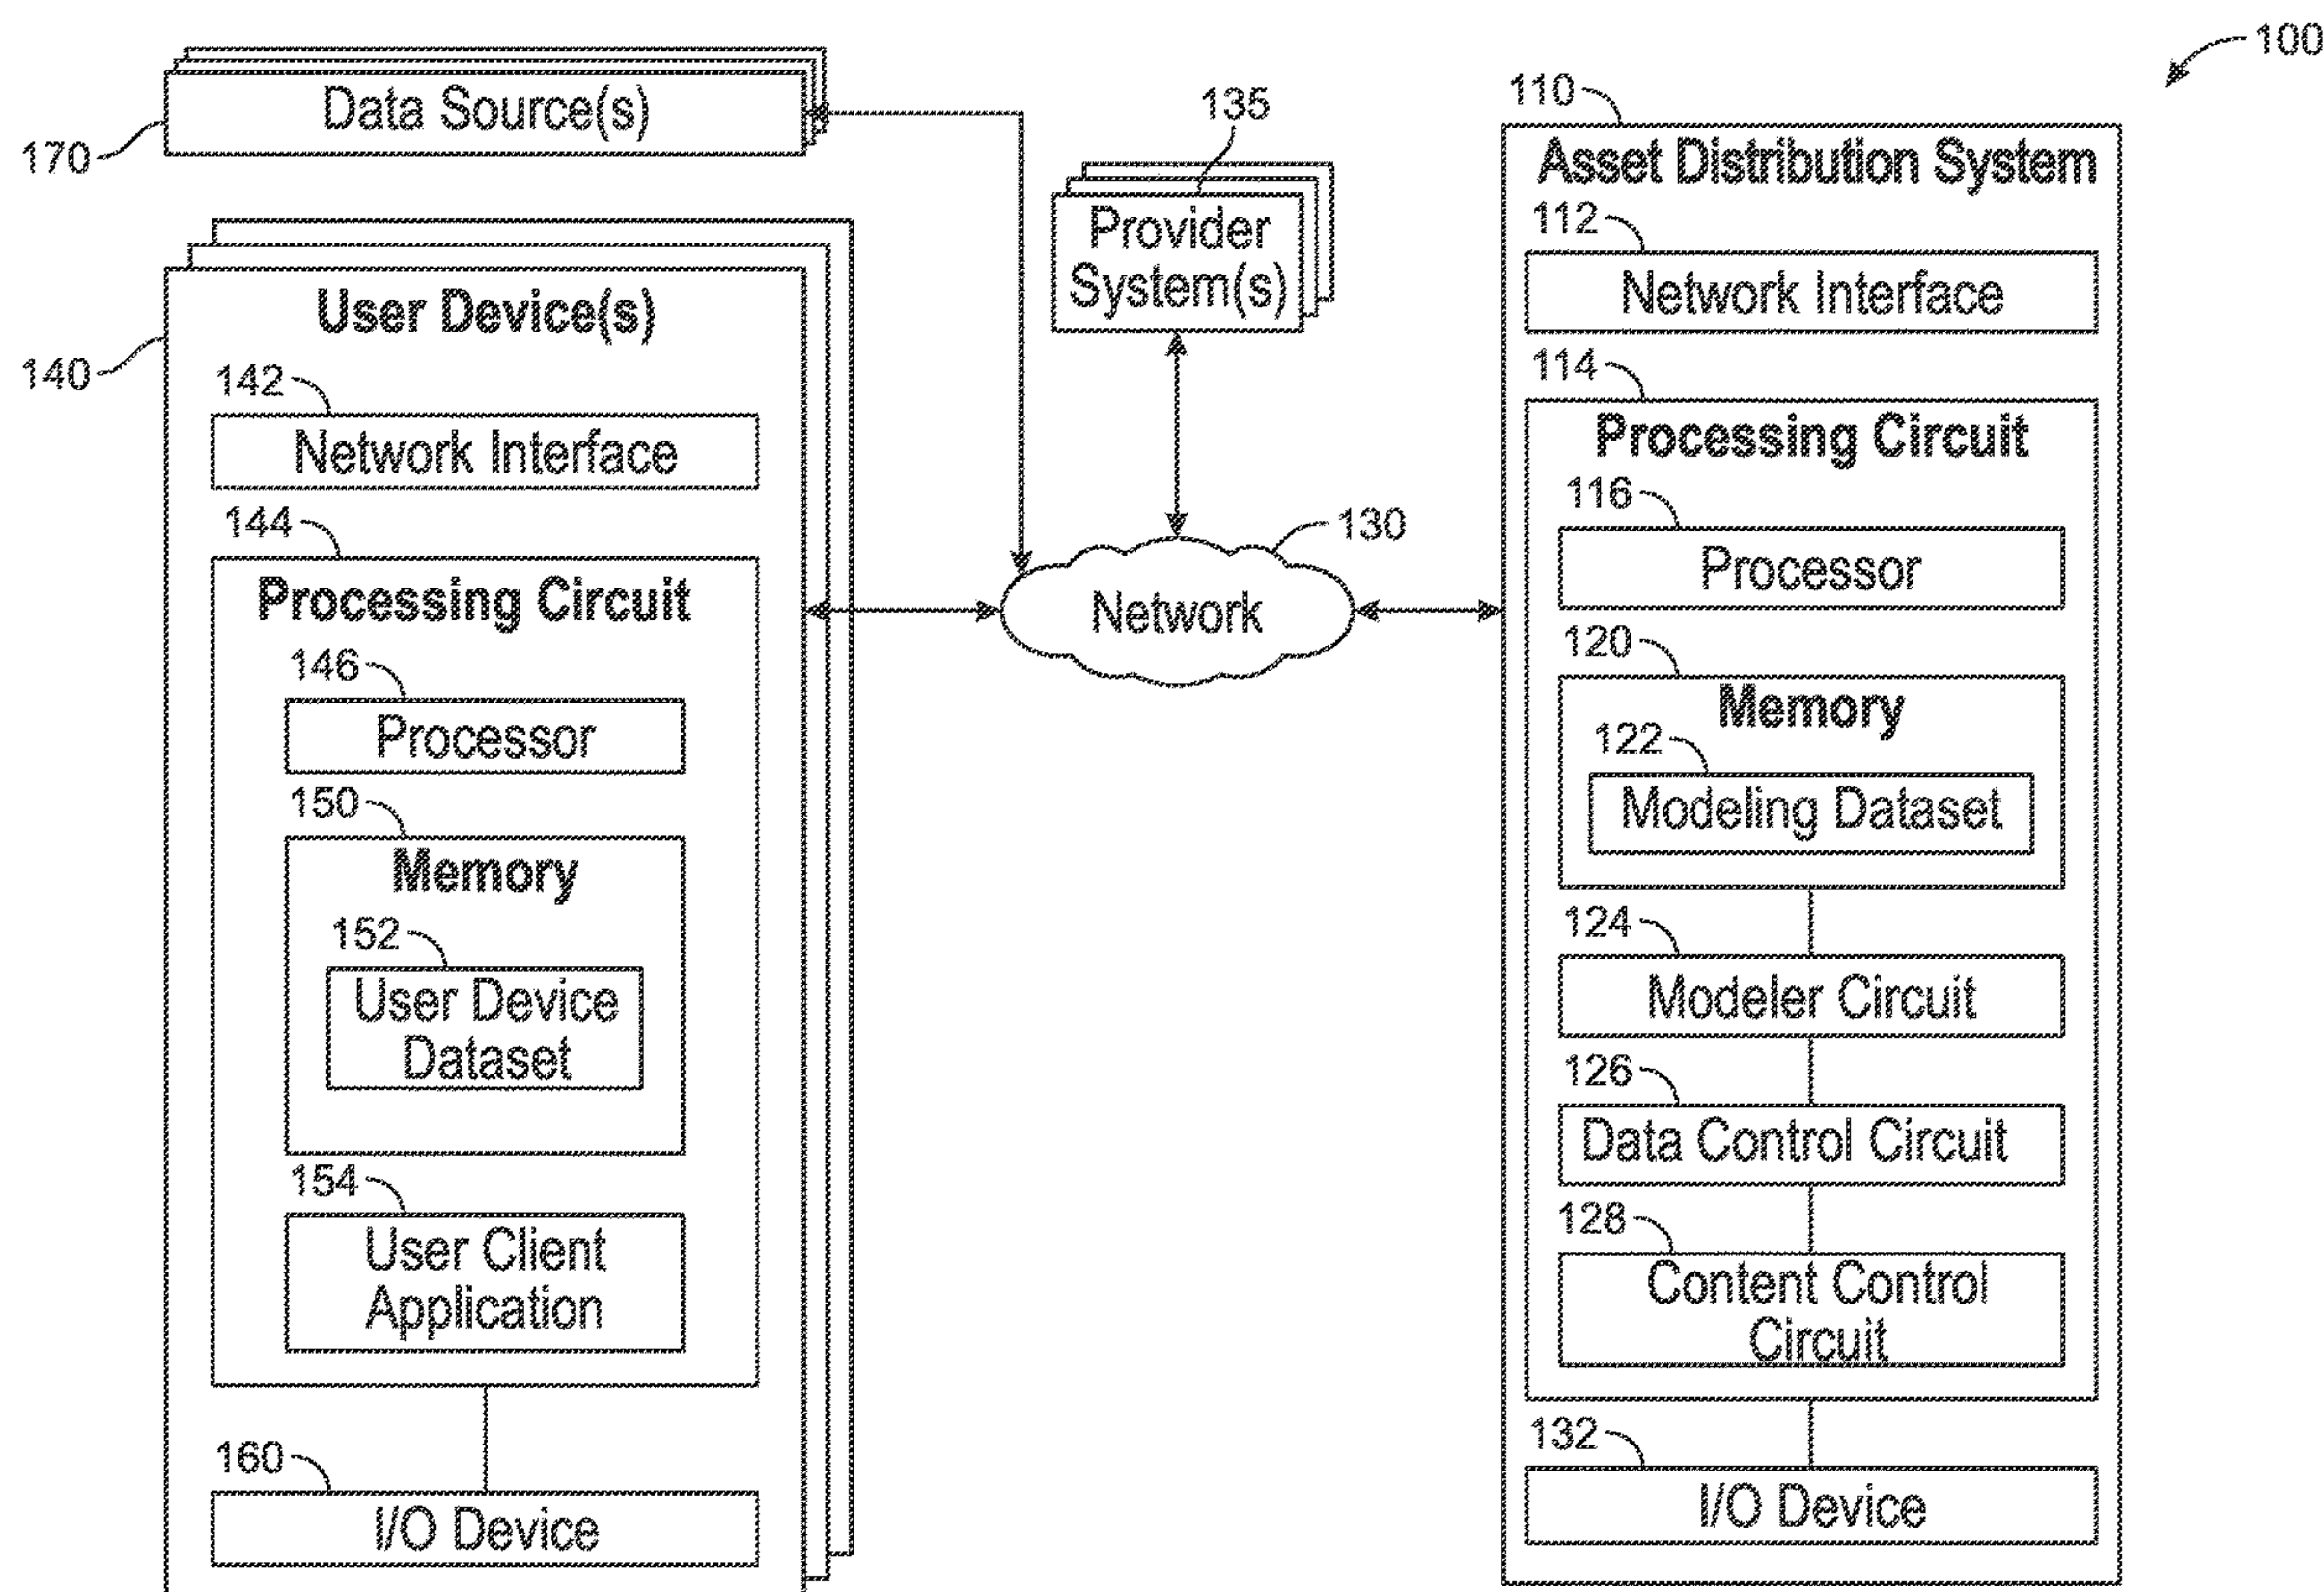 100
170
Data Source(s)
135
Provider
System(s)
110
Asset Distribution System
112
Network Interface
114
Processing Circuit
116
Processor
120
Memory
122
Modeling Dataset
124
Modeler Circuit
126
Data Control Circuit
128
Content Control
Circuit
132
I/O Device
130
Network
140
User Device(s)
142
Network Interface
144
Processing Circuit
146
Processor
150
Memory
152
User Device
Dataset
154
User Client
Application
160
I/O Device